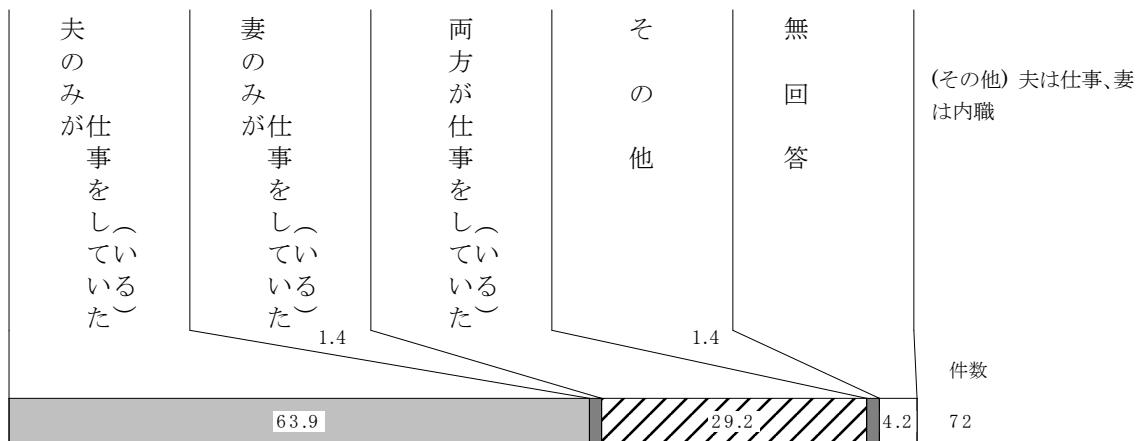 夫のみが仕事をしていた(いる)
妻のみが仕事をしていた(いる)
両方が仕事をしていた(いる)
その他
無回答
(その他) 夫は仕事、妻
は内職
1.4
1.4
件数
63.9
29.2
4.2
72